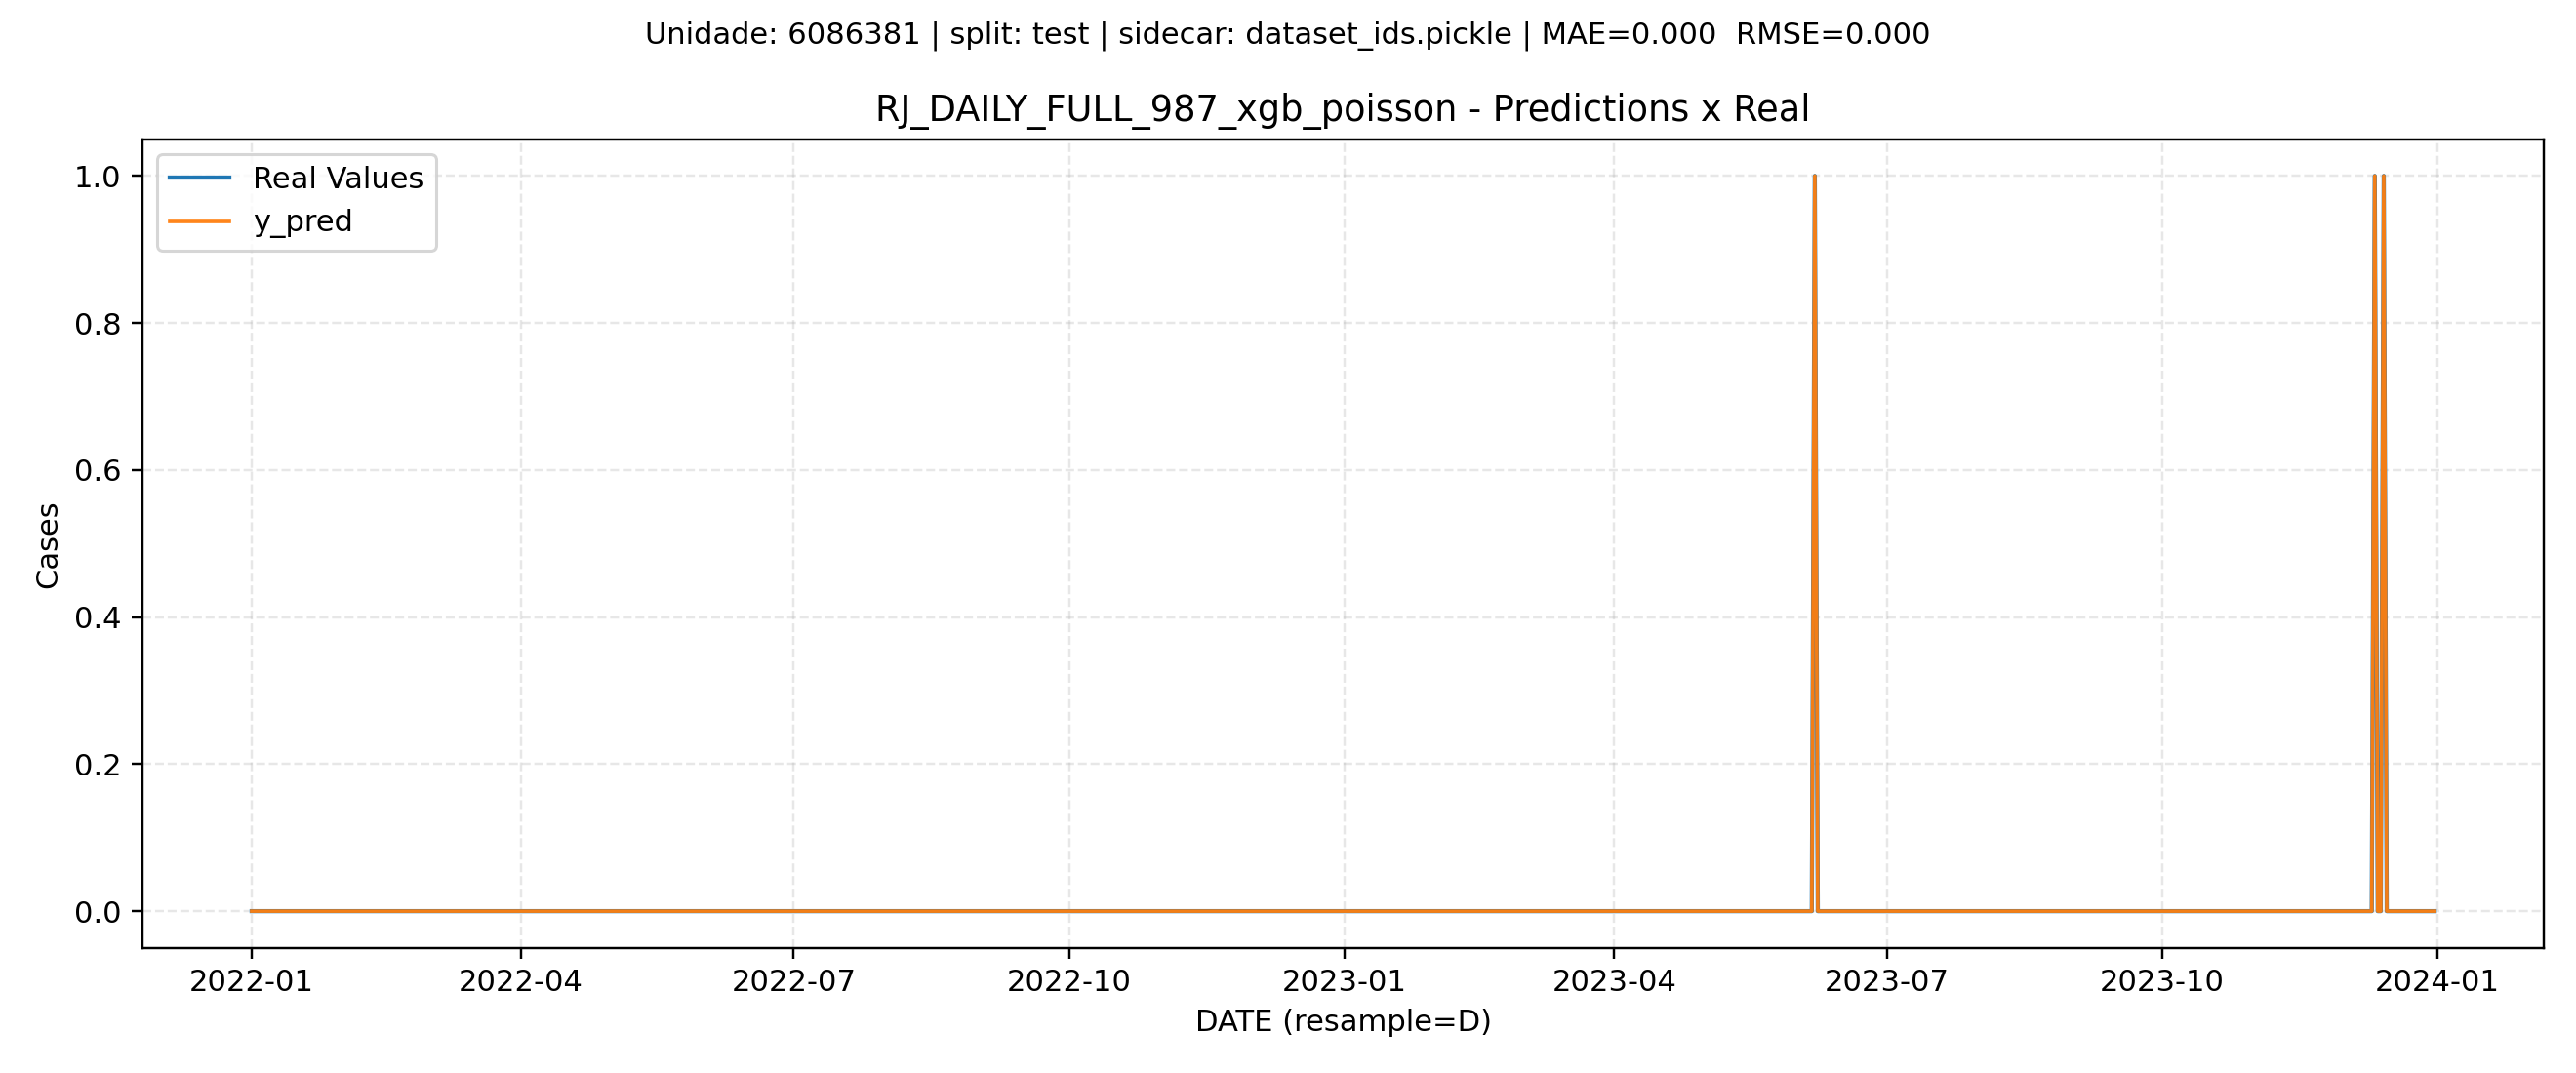 Unidade: 6086381 | split: test | sidecar: dataset_ids.pickle | MAE=0.000  RMSE=0.000
RJ_DAILY_FULL_987_xgb_poisson - Predictions x Real
Real Values
y_pred
1.0
0.8
0.6
0.4
0.2
0.0
Cases
2022-01 2022-04 2022-07 2022-10 2023-01 2023-04 2023-07 2023-10 2024-01
DATE (resample=D)